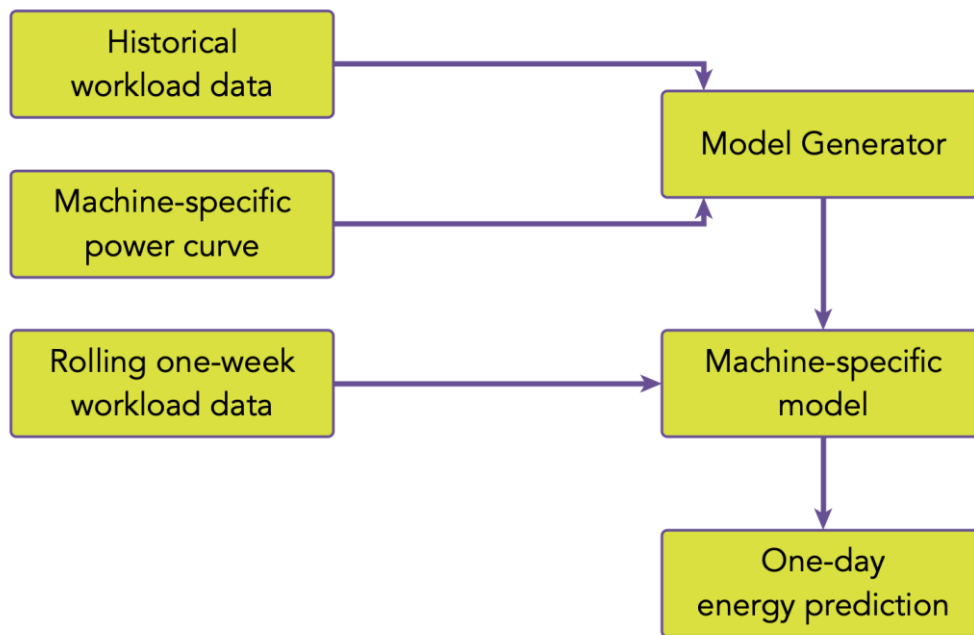 Historical
workload data
Model Generator
Machine-specific
power curve
Rolling one-week
workload data
Machine-specific
model
One-day
energy prediction